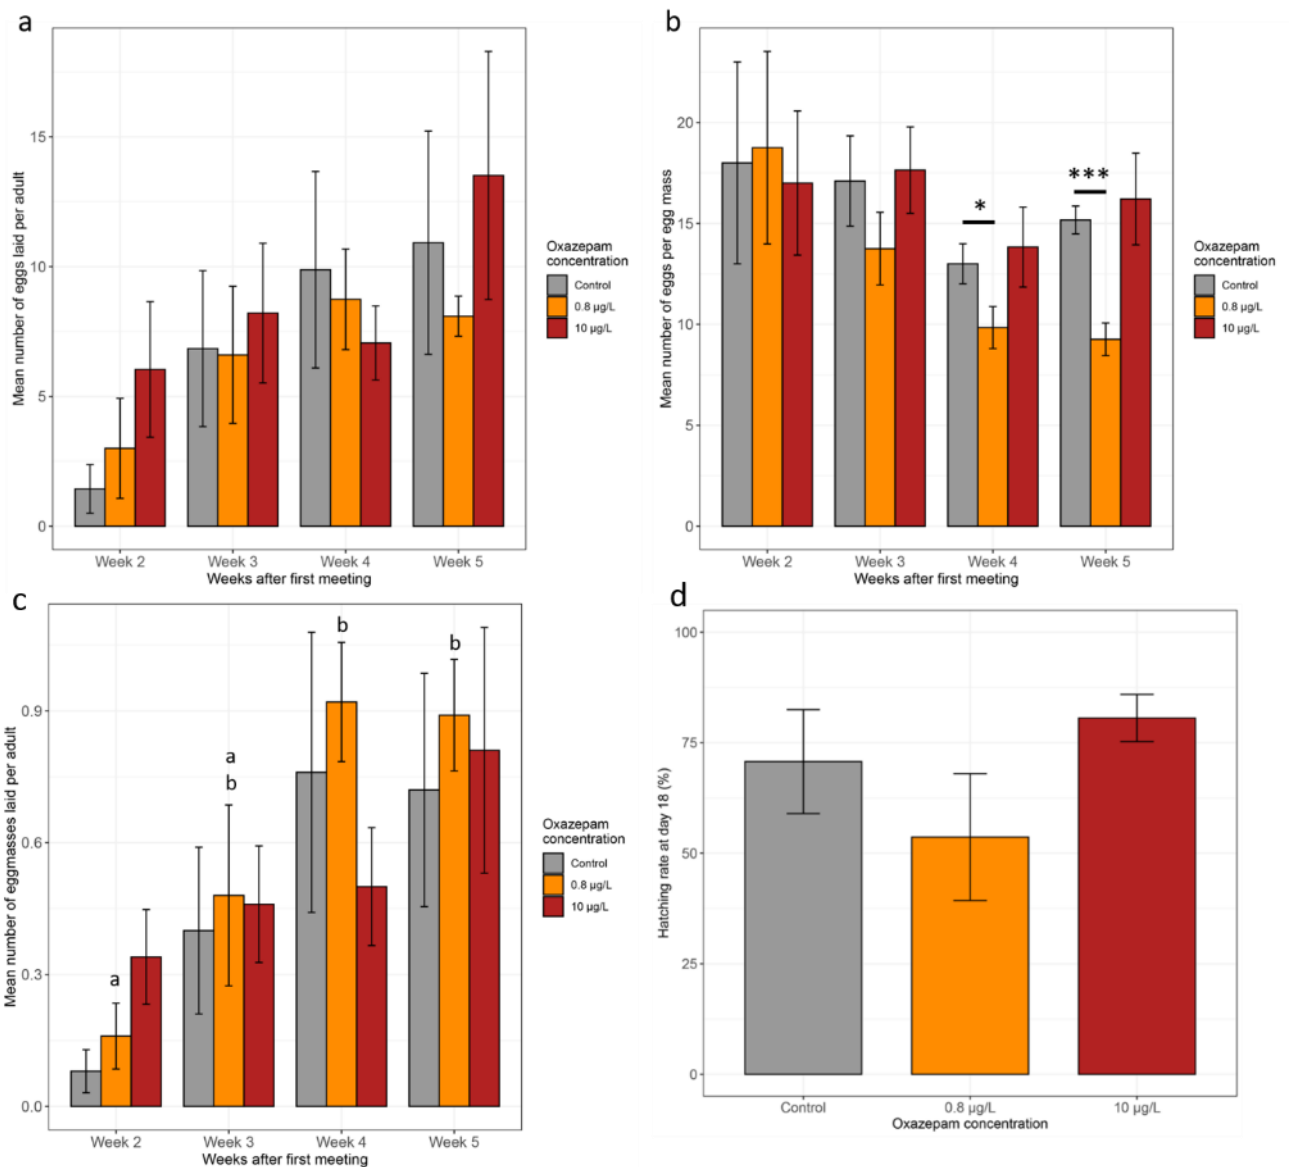 a
Mean number of eggs laid per adult
15
10
5
0
Week 2 Week 3 Week 4 Week 5
Weeks after first meeting
Oxazepam
concentration
Control
0.8 µg/L
10 µg/L
b
Mean number of eggs per egg mass
20
15
10
5
0
*
***
Week 2 Week 3 Week 4 Week 5
Weeks after first meeting
Oxazepam
concentration
Control
0.8 µg/L
10 µg/L
c
Mean number of eggmasses laid per adult
0.9
0.6
0.3
0.0
a
a
b
b
b
Week 2 Week 3 Week 4 Week 5
Weeks after first meeting
Oxazepam
concentration
Control
0.8 µg/L
10 µg/L
d
Hatching rate at day 18 (%)
100
75
50
25
0
Control 0.8 µg/L 10 µg/L
Oxazepam concentration